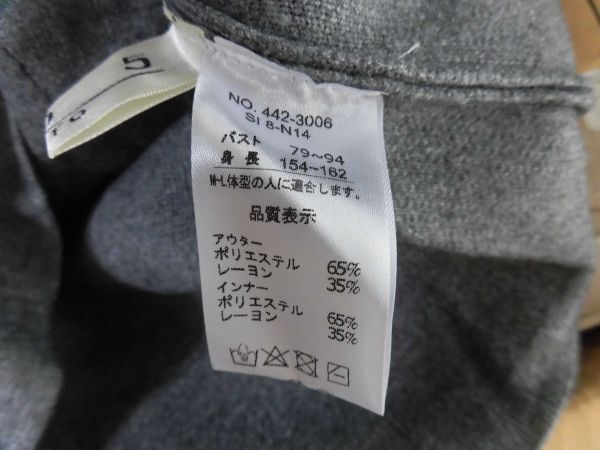 5
NO. 442-3006
SI 8-N14
バスト 79~94
身長 154~162
M-L体型の人に適合します。
品質表示
アウター
ポリエステル 65%
レーヨン 35%
インナー
ポリエステル 65%
レーヨン 35%